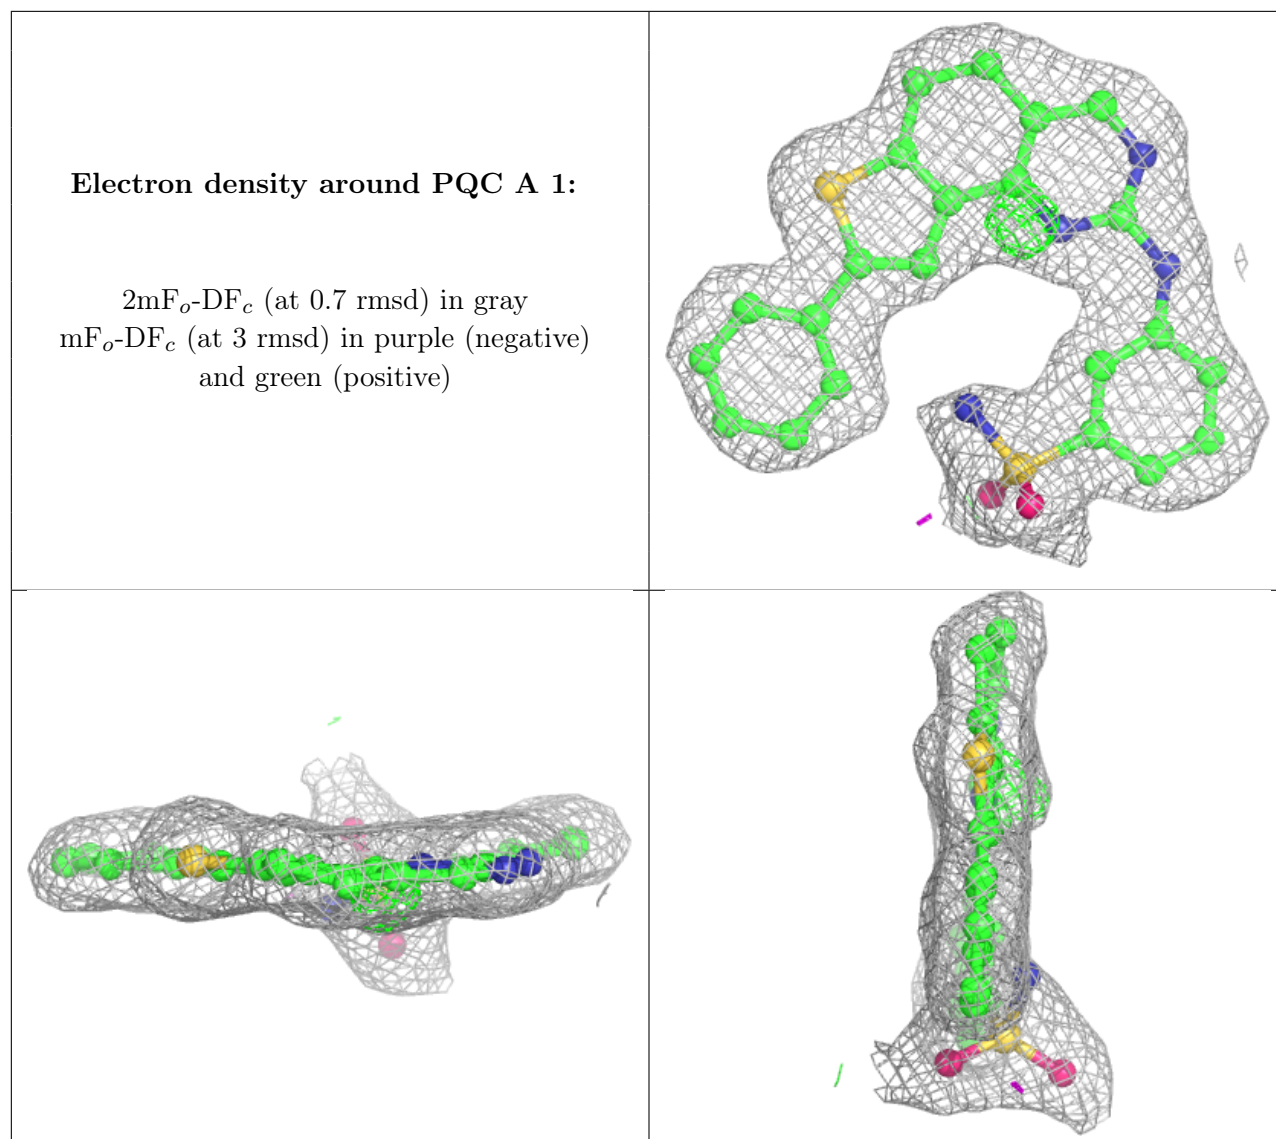 Electron density around PQC A 1:
2mFo-DFc (at 0.7 rmsd) in gray
mFo-DFc (at 3 rmsd) in purple (negative)
and green (positive)